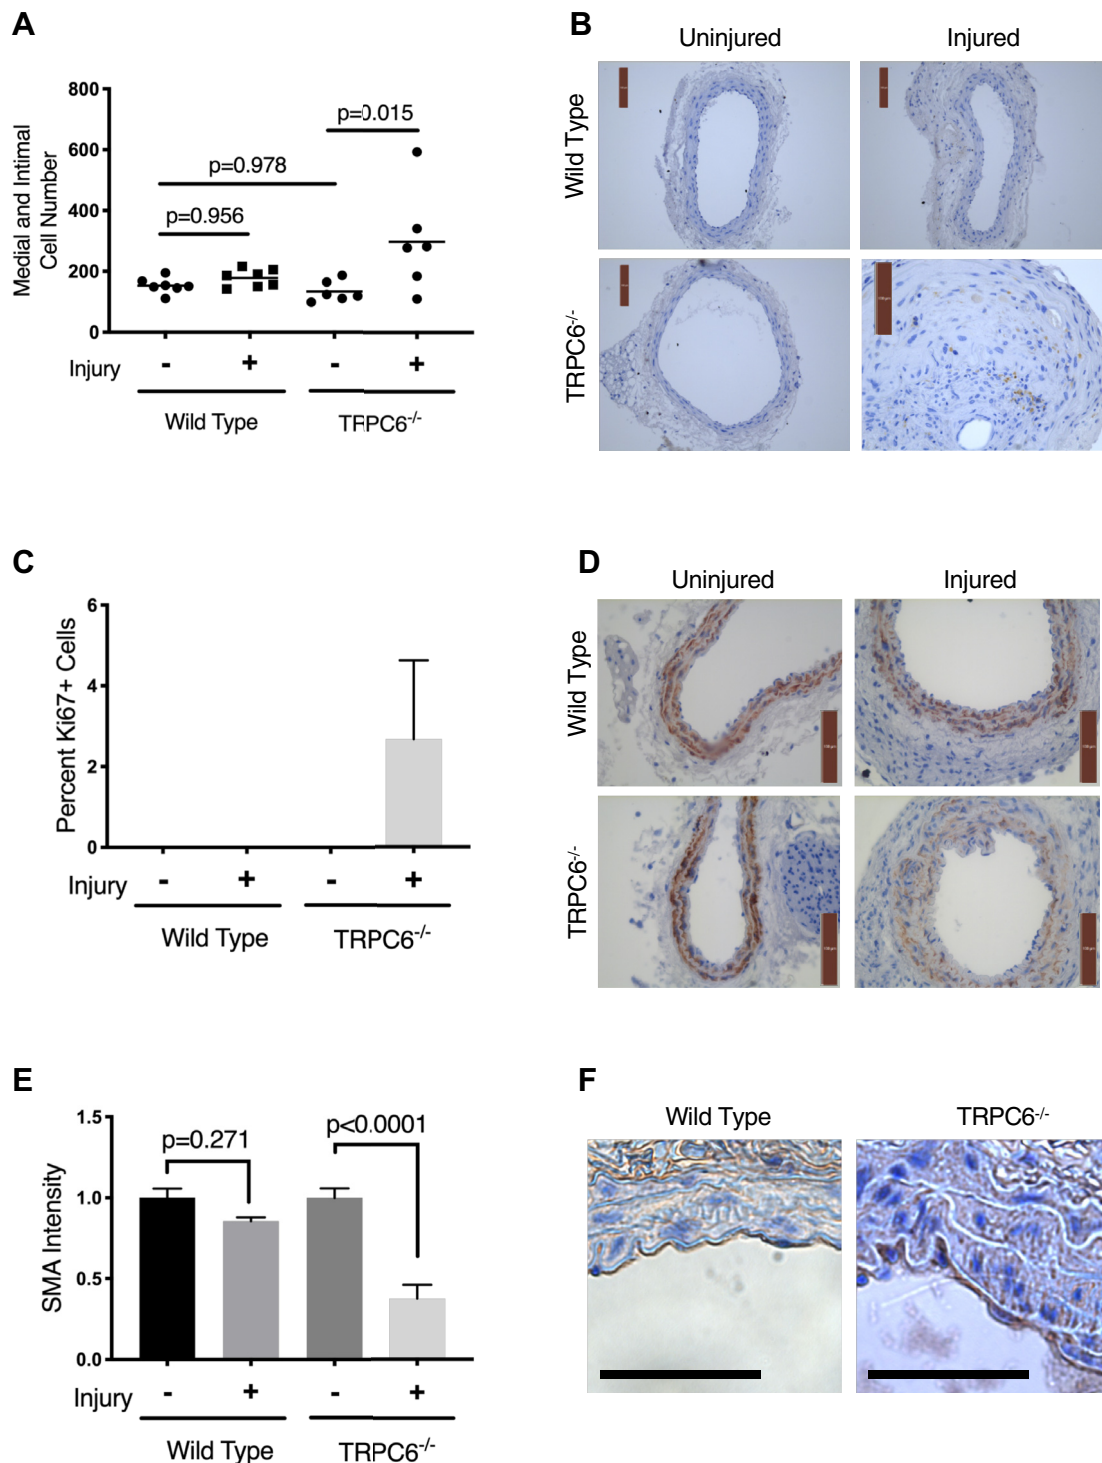 A
800
600
400
200
0
Medial and Intimal
Cell Number
p=0.015
p=0.978
p=0.956
Injury - + - +
Wild Type TRPC6-/-
B
Uninjured Injured
Wild Type
TRPC6-/-
C
6
4
2
0
Percent Ki67+ Cells
Injury - + - +
Wild Type TRPC6-/-
D
Uninjured Injured
Wild Type
TRPC6-/-
E
1.5
1.0
0.5
0.0
SMA Intensity
p=0.271
p<0.0001
Injury - + - +
Wild Type TRPC6-/-
F
Wild Type TRPC6-/-